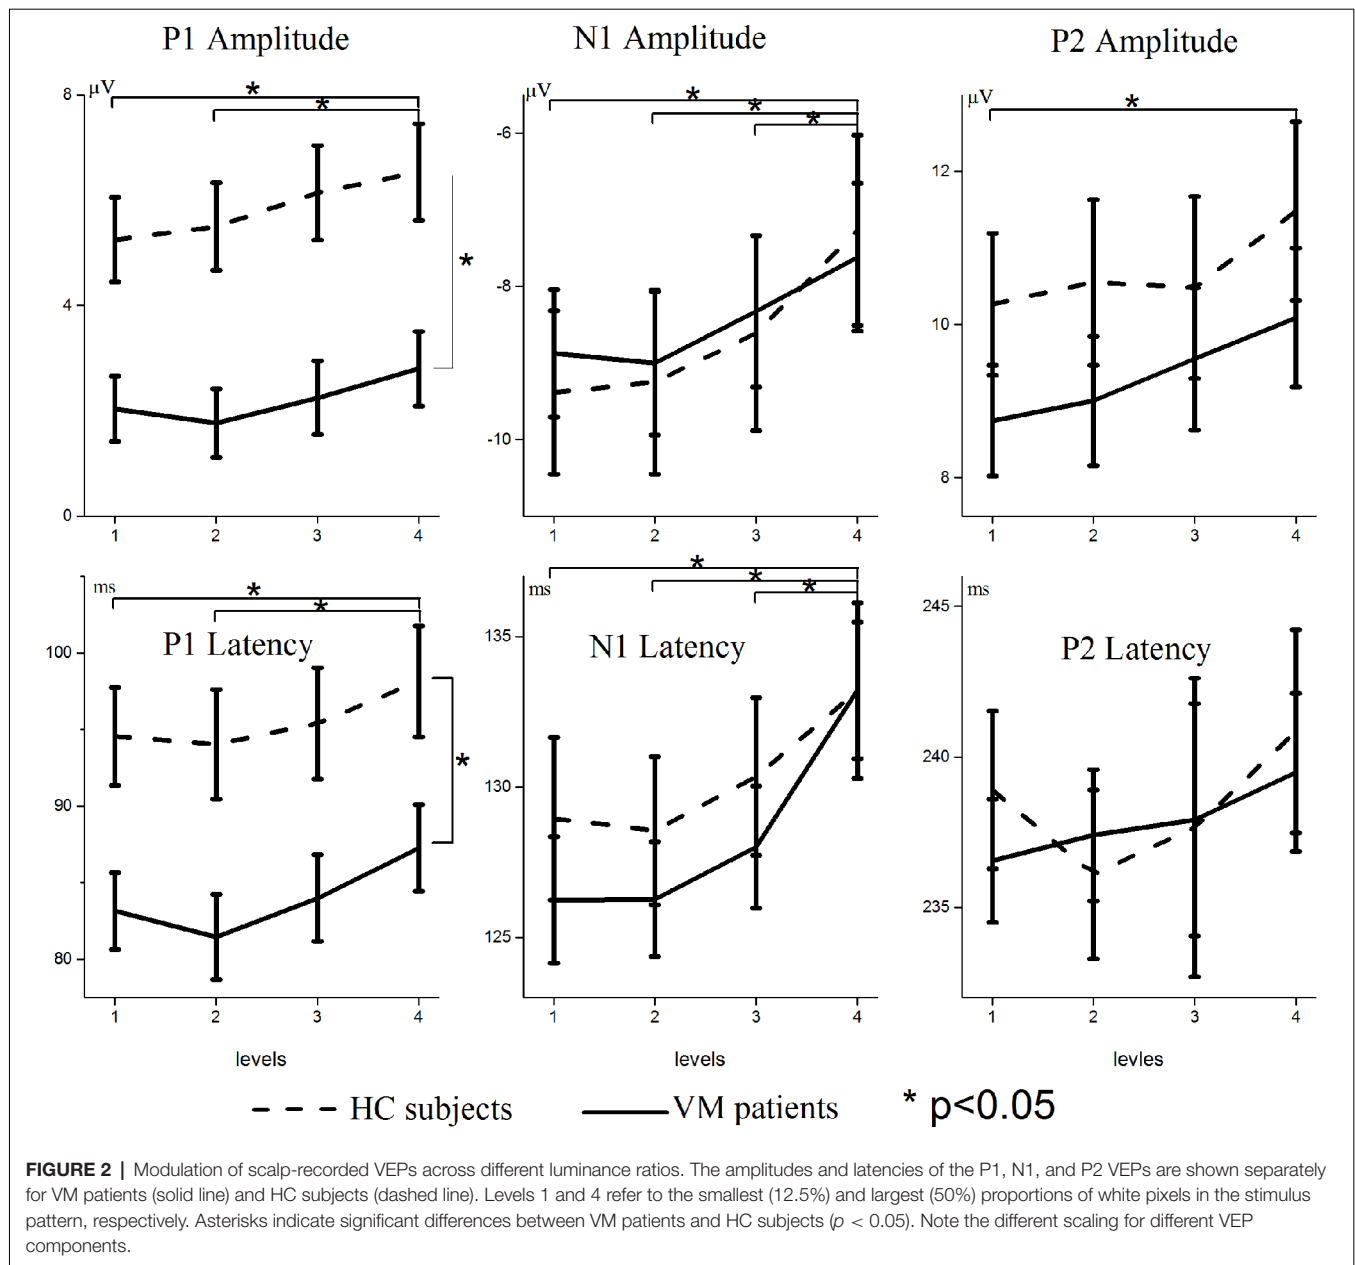 P1 Amplitude
N1 Amplitude
P2 Amplitude
μV
*
*
*
8
4
0
1 2 3 4
μV
*
*
*
-6
-8
-10
1 2 3 4
μV
*
12
10
8
1 2 3 4
ms
*
*
*
P1 Latency
100
90
80
1 2 3 4
levels
ms
*
*
*
N1 Latency
135
130
125
1 2 3 4
levels
ms
P2 Latency
245
240
235
1 2 3 4
levles
HC subjects
VM patients
* p<0.05
FIGURE 2 | Modulation of scalp-recorded VEPs across different luminance ratios. The amplitudes and latencies of the P1, N1, and P2 VEPs are shown separately
for VM patients (solid line) and HC subjects (dashed line). Levels 1 and 4 refer to the smallest (12.5%) and largest (50%) proportions of white pixels in the stimulus
pattern, respectively. Asterisks indicate significant differences between VM patients and HC subjects (p < 0.05). Note the different scaling for different VEP
components.